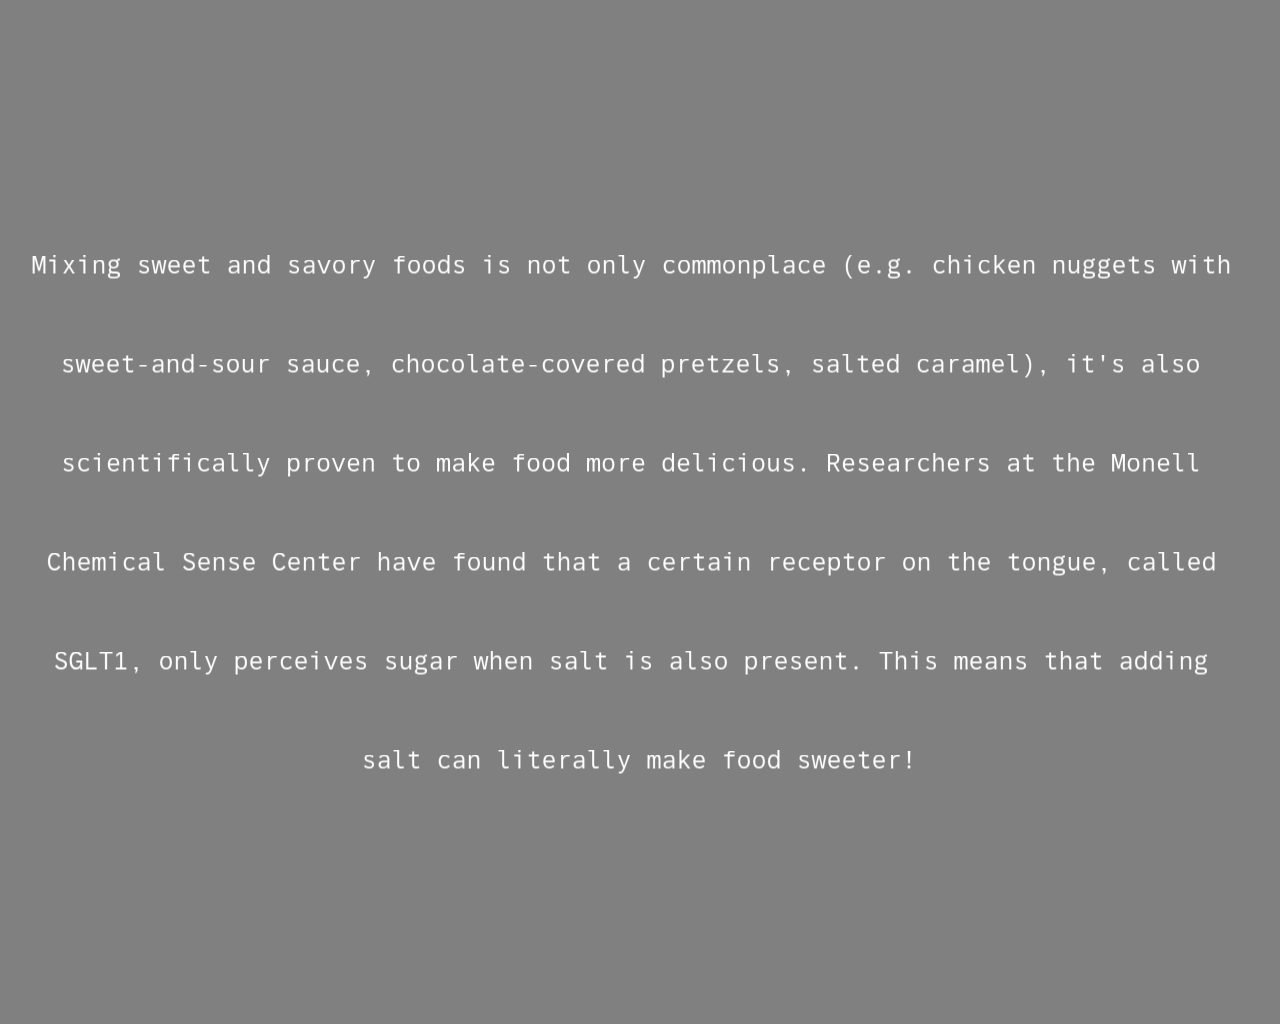 Mixing sweet and savory foods is not only commonplace (e.g. chicken nuggets with
sweet-and-sour sauce, chocolate-covered pretzels, salted caramel), it's also
scientifically proven to make food more delicious. Researchers at the Monell
Chemical Sense Center have found that a certain receptor on the tongue, called
SGLT1, only perceives sugar when salt is also present. This means that adding
salt can literally make food sweeter!